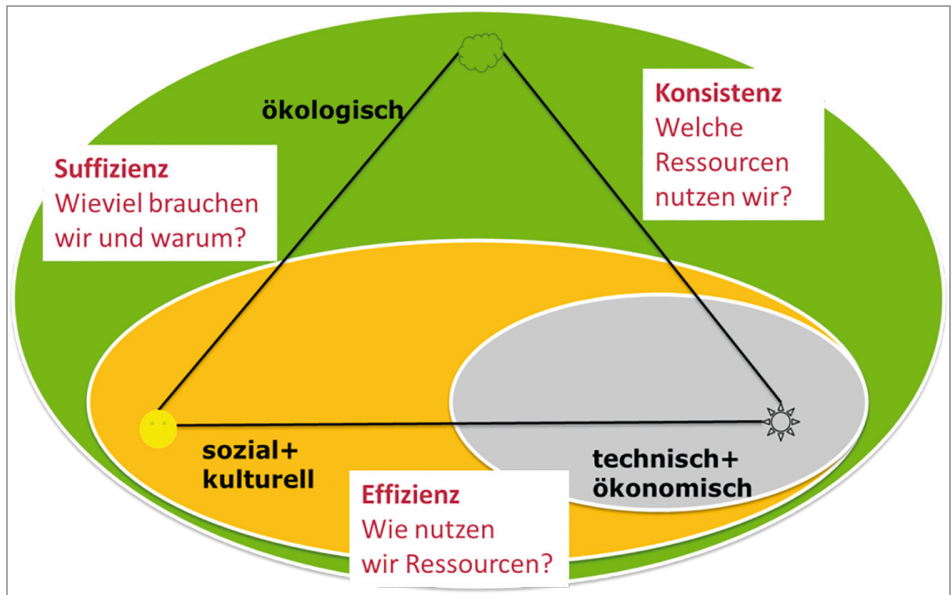 ökologisch
Konsistenz
Welche
Ressourcen
nutzen wir?
Suffizienz
Wieviel brauchen
wir und warum?
sozial+
kulturell
technisch+
ökonomisch
Effizienz
Wie nutzen
wir Ressourcen?